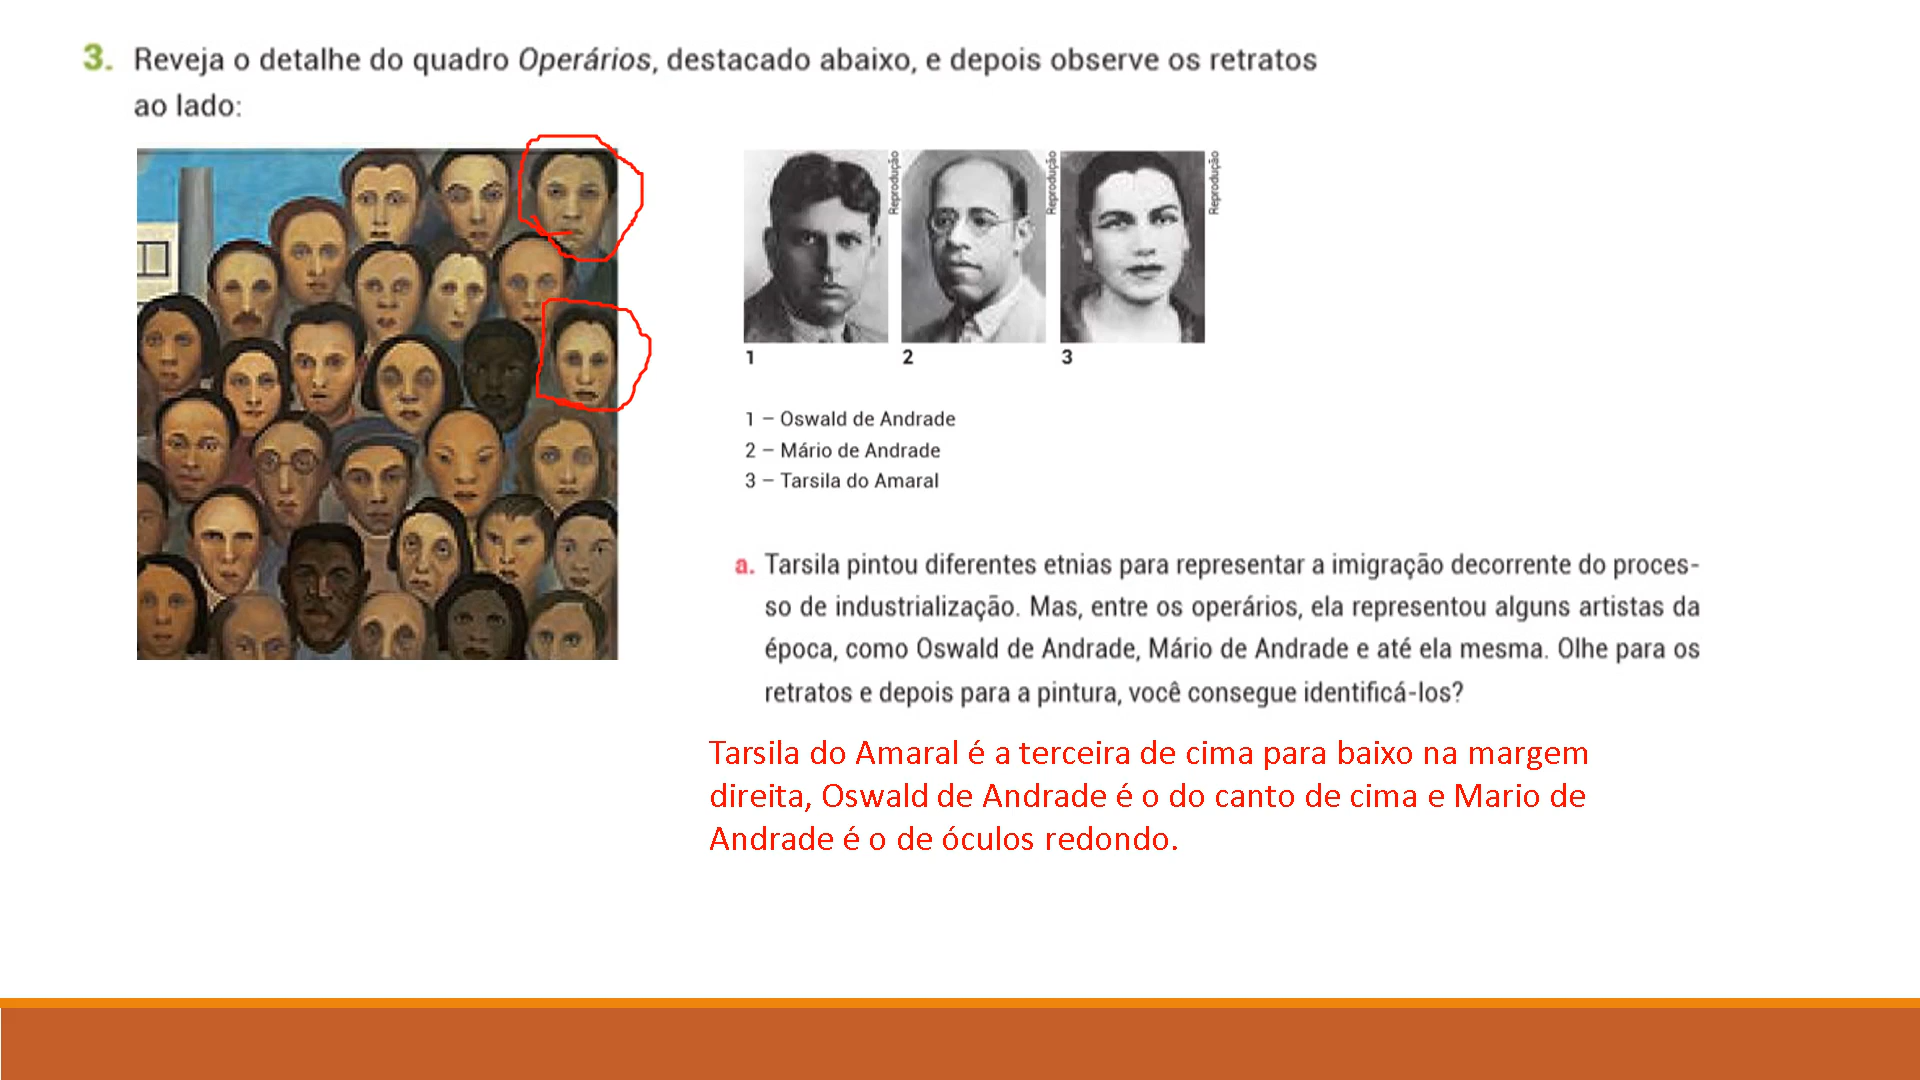 3. Reveja o detalhe do quadro Operários, destacado abaixo, e depois observe os retratos
ao lado:
Reprodução
Reprodução
Reprodução
1
2
3
1 – Oswald de Andrade
2 – Mário de Andrade
3 – Tarsila do Amaral
a. Tarsila pintou diferentes etnias para representar a imigração decorrente do proces-
so de industrialização. Mas, entre os operários, ela representou alguns artistas da
época, como Oswald de Andrade, Mário de Andrade e até ela mesma. Olhe para os
retratos e depois para a pintura, você consegue identificá-los?
Tarsila do Amaral é a terceira de cima para baixo na margem
direita, Oswald de Andrade é o do canto de cima e Mario de
Andrade é o de óculos redondo.